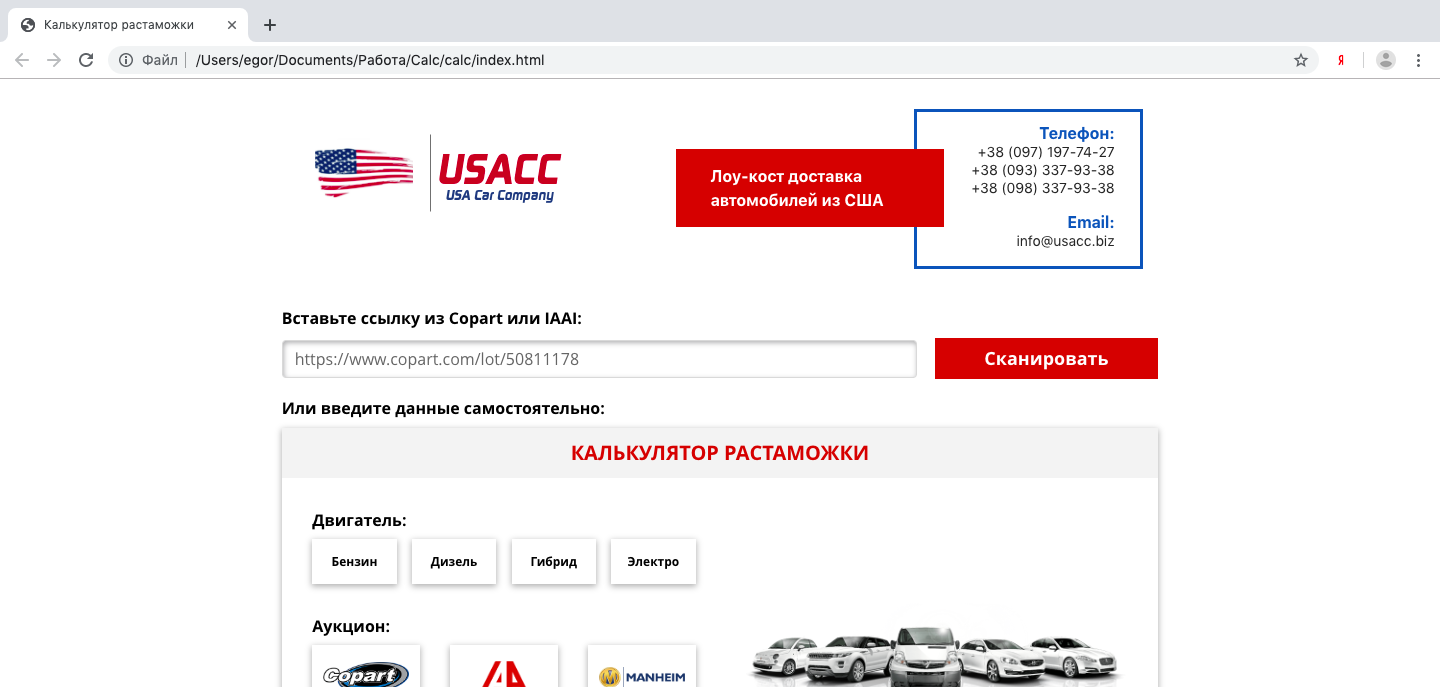 Калькулятор растаможки
Файл
/Users/egor/Documents/Работа/Calc/calc/index.html
Я
USACC
USA Car Company
Лоу-кост доставка
автомобилей из США
Телефон:
+38 (097) 197-74-27
+38 (093) 337-93-38
+38 (098) 337-93-38
Email:
info@usacc.biz
Вставьте ссылку из Copart или IAAI:
https://www.copart.com/lot/50811178
Сканировать
Или введите данные самостоятельно:
КАЛЬКУЛЯТОР РАСТАМОЖКИ
Двигатель:
Бензин
Дизель
Гибрид
Электро
Аукцион:
Copart
MANHEIM